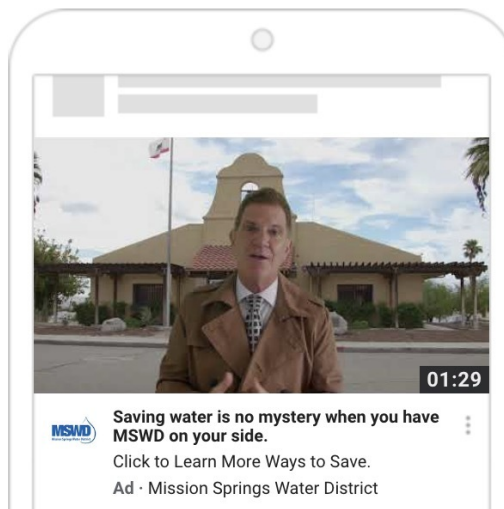 01:29
MSWD
Saving water is no mystery when you have
MSWD on your side.
Click to Learn More Ways to Save.
Ad · Mission Springs Water District